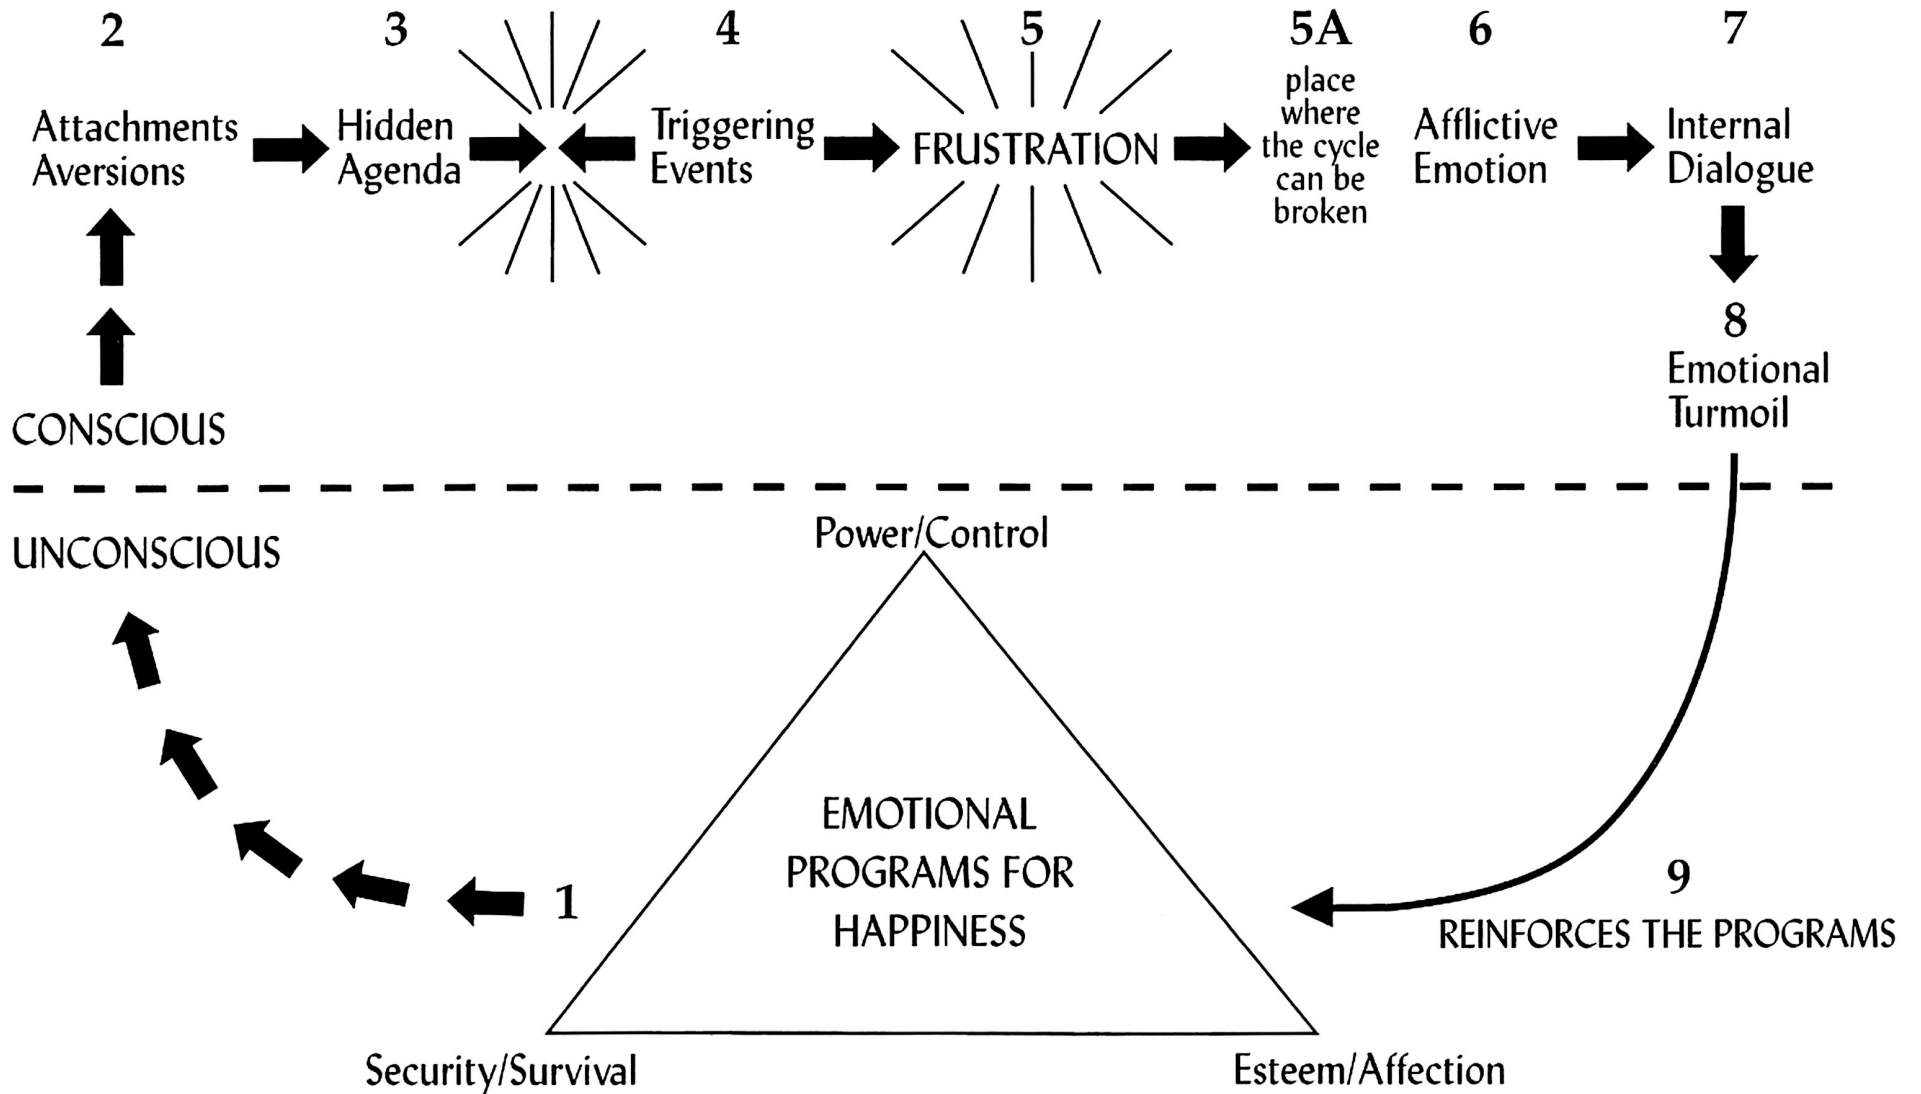 2
3
4
5
5A
6
7
Attachments
Aversions
Hidden
Agenda
Triggering
Events
FRUSTRATION
place
where
the cycle
can be
broken
Afflictive
Emotion
Internal
Dialogue
8
Emotional
Turmoil
CONSCIOUS
UNCONSCIOUS
Power/Control
EMOTIONAL
PROGRAMS FOR
HAPPINESS
1
9
REINFORCES THE PROGRAMS
Security/Survival
Esteem/Affection